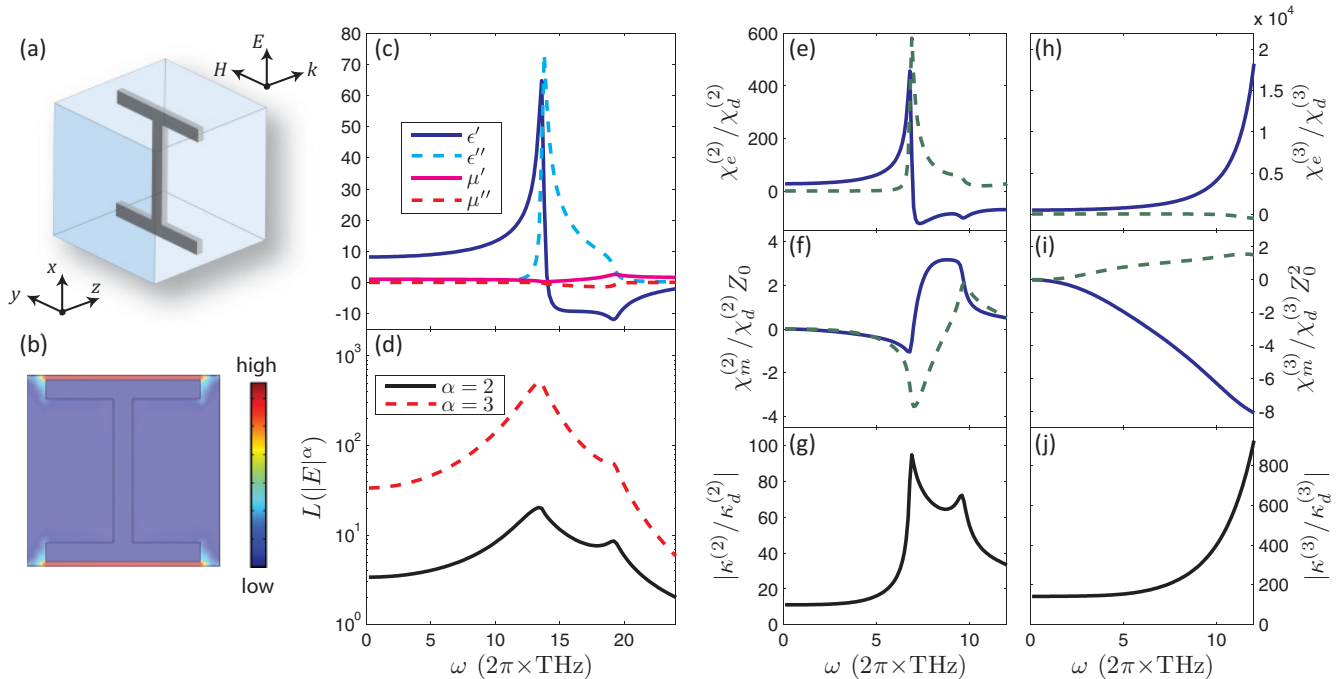 (a)
E
H
k
x
y
z
(b)
high
low
(c)
80
70
60
50
40
30
20
10
0
-10
ϵ′
ϵ′′
μ′
μ′′
(d)
α = 2
α = 3
L(|E|^α)
10^3
10^2
10^1
10^0
0 5 10 15 20
ω (2π×THz)
(e)
600
400
200
0
χ_e^(2)/χ_d^(2)
(f)
4
2
0
-2
-4
χ_m^(2)/χ_d^(2) Z_0
(g)
100
80
60
40
20
0
|κ^(2)/κ_d^(2)|
0 5 10
ω (2π×THz)
(h)
x 10^4
2
1.5
1
0.5
0
χ_e^(3)/χ_d^(3)
(i)
2
0
-2
-4
-6
-8
χ_m^(3)/χ_d^(3) Z_0^2
(j)
800
600
400
200
0
|κ^(3)/κ_d^(3)|
0 5 10
ω (2π×THz)